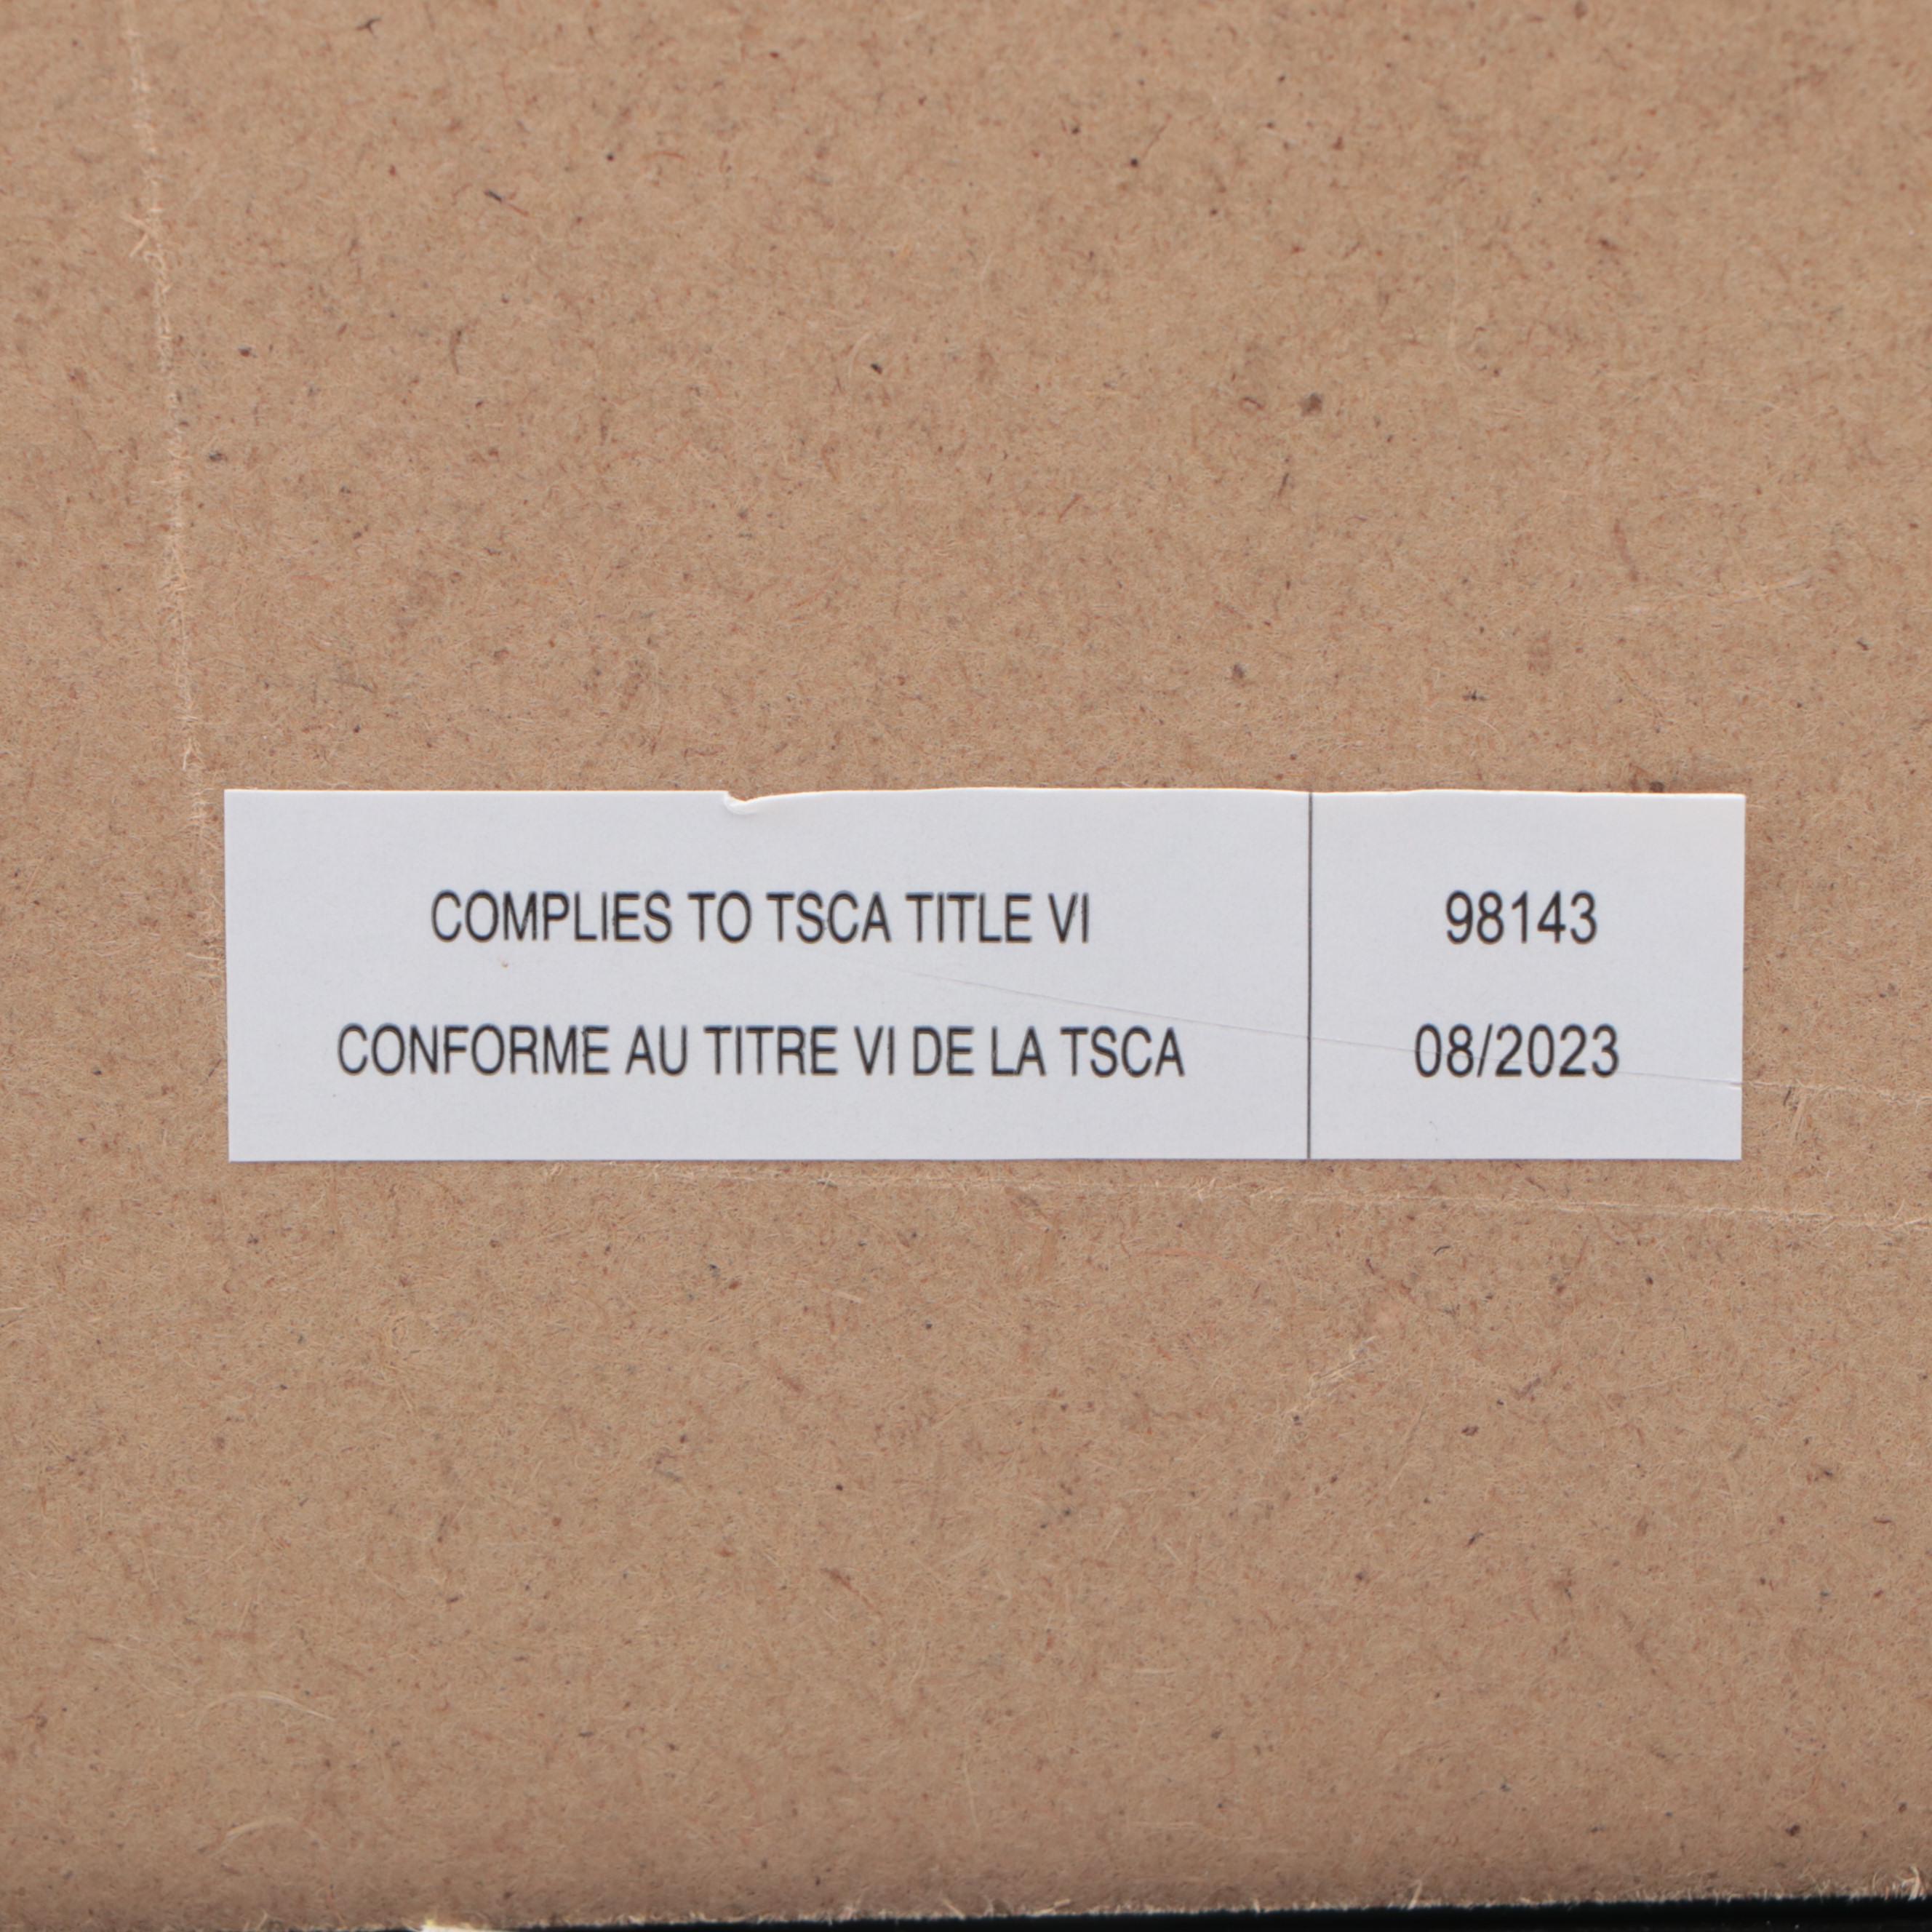 COMPLIES TO TSCA TITLE VI
CONFORME AU TITRE VI DE LA TSCA
98143
08/2023